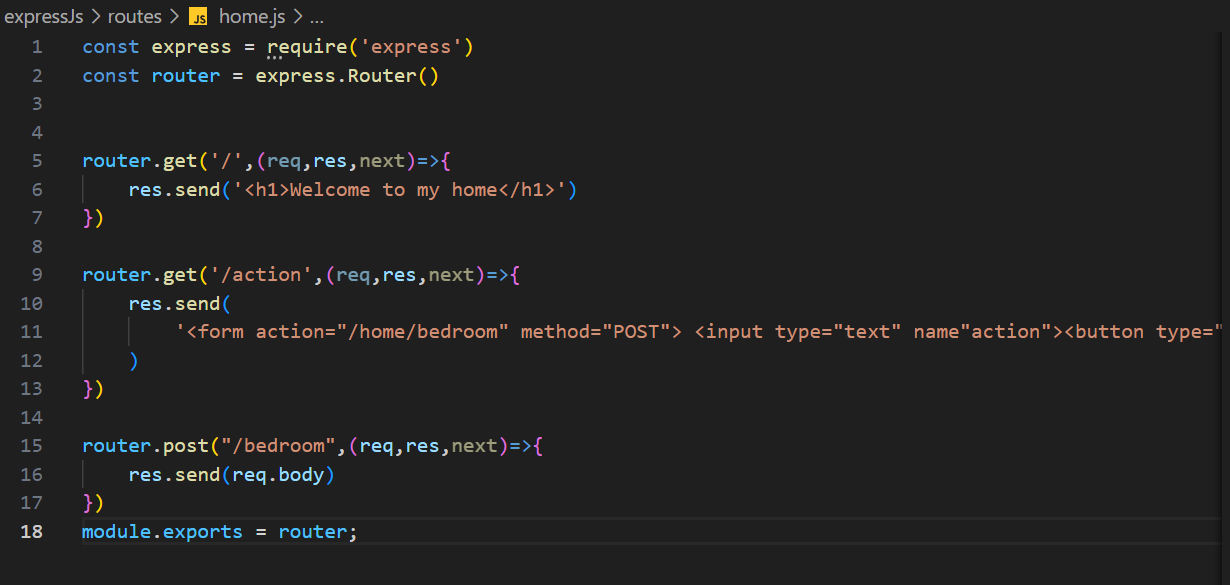 expressJs > routes > JS home.js > ...
1 const express = require('express')
2 const router = express.Router()
3
4
5 router.get('/',(req,res,next)=>{
6     res.send('<h1>Welcome to my home</h1>')
7 })
8
9 router.get('/action',(req,res,next)=>{
10     res.send(
11         '<form action="/home/bedroom" method="POST"> <input type="text" name"action"><button type="
12     )
13 })
14
15 router.post("/bedroom",(req,res,next)=>{
16     res.send(req.body)
17 })
18 module.exports = router;